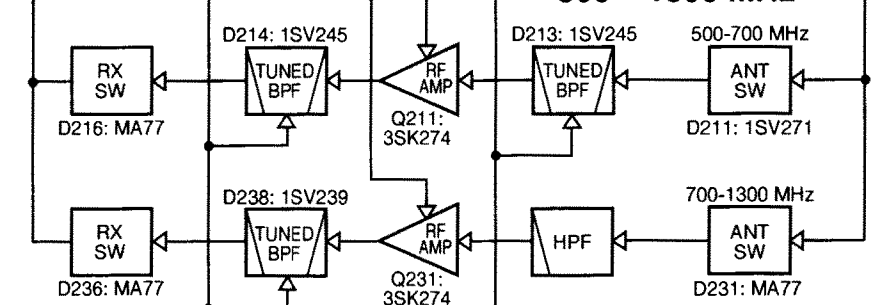 D214: 1SV245
D213: 1SV245
500-700 MHz
RX
SW
TUNED
BPF
RF
AMP
TUNED
BPF
ANT
SW
D216: MA77
Q211:
3SK274
D211: 1SV271
D238: 1SV239
700-1300 MHz
RX
SW
TUNED
BPF
RF
AMP
HPF
ANT
SW
D236: MA77
Q231:
3SK274
D231: MA77